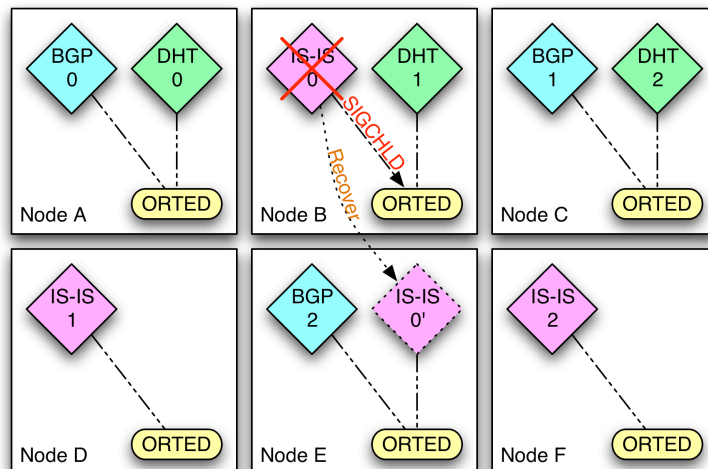 BGP
0
DHT
0
ORTED
Node A
IS-IS
0
DHT
1
SIGCHLD
Recover
ORTED
Node B
BGP
1
DHT
2
ORTED
Node C
IS-IS
1
ORTED
Node D
BGP
2
IS-IS
0'
ORTED
Node E
IS-IS
2
ORTED
Node F